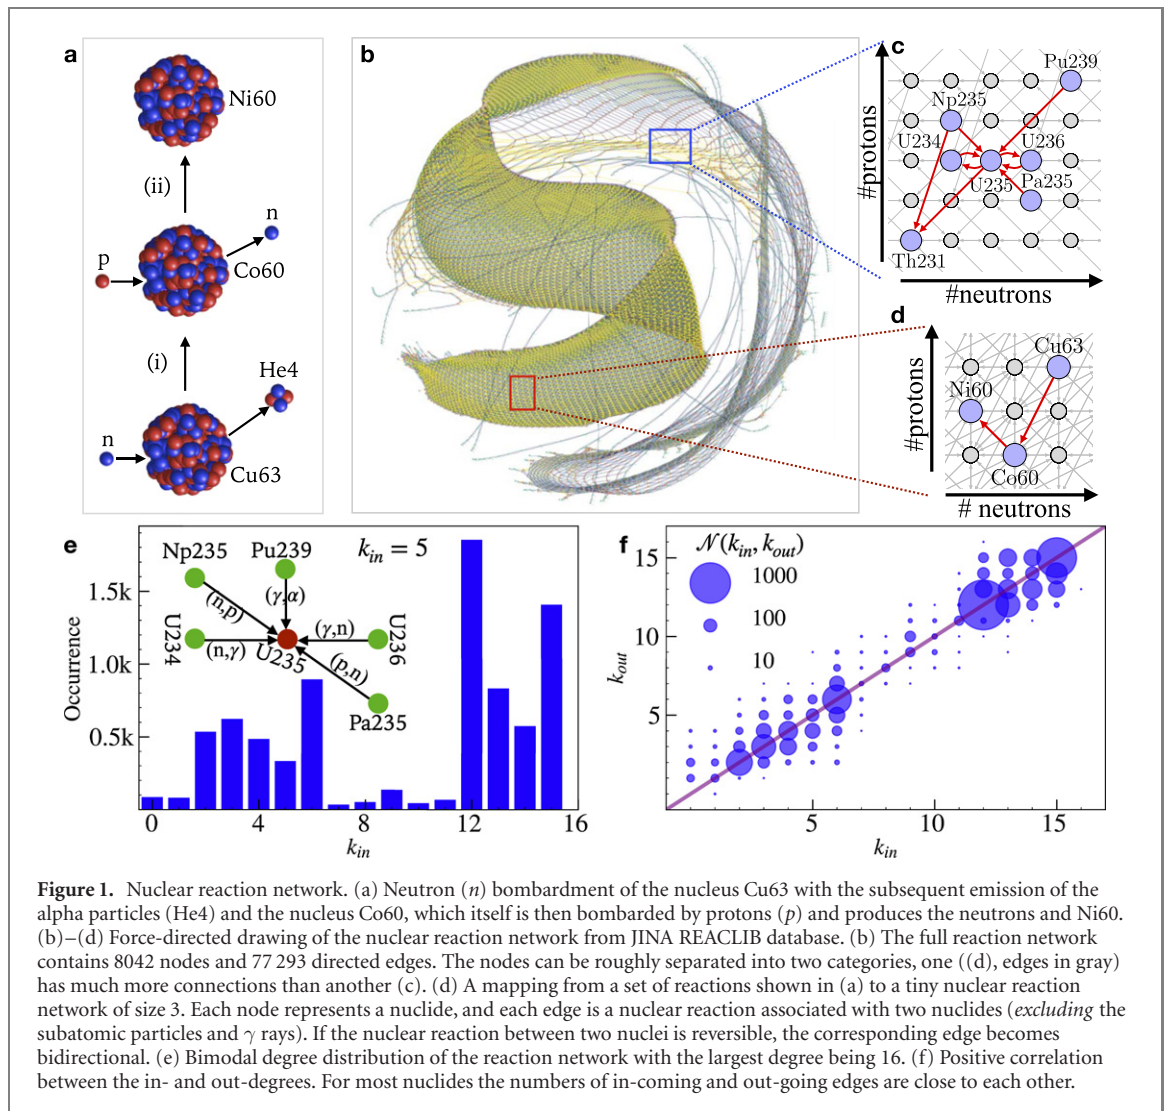 a
Ni60
(ii)
n
p
Co60
(i)
He4
n
Cu63
b
c
#protons
Pu239
Np235
U234
U236
U235
Pa235
Th231
#neutrons
d
#protons
Cu63
Ni60
Co60
# neutrons
e
Np235
Pu239
k_in = 5
(n,p)
(γ,α)
U234
(n,γ)
U235
(γ,n)
U236
(p,n)
Pa235
Occurrence
1.5k
1.0k
0.5k
0 4 8 12 16
k_in
f
𝒩(k_in, k_out)
1000
100
10
k_out
15
10
5
5 10 15
k_in
Figure 1. Nuclear reaction network. (a) Neutron (n) bombardment of the nucleus Cu63 with the subsequent emission of the
alpha particles (He4) and the nucleus Co60, which itself is then bombarded by protons (p) and produces the neutrons and Ni60.
(b)–(d) Force-directed drawing of the nuclear reaction network from JINA REACLIB database. (b) The full reaction network
contains 8042 nodes and 77 293 directed edges. The nodes can be roughly separated into two categories, one ((d), edges in gray)
has much more connections than another (c). (d) A mapping from a set of reactions shown in (a) to a tiny nuclear reaction
network of size 3. Each node represents a nuclide, and each edge is a nuclear reaction associated with two nuclides (excluding the
subatomic particles and γ rays). If the nuclear reaction between two nuclei is reversible, the corresponding edge becomes
bidirectional. (e) Bimodal degree distribution of the reaction network with the largest degree being 16. (f) Positive correlation
between the in- and out-degrees. For most nuclides the numbers of in-coming and out-going edges are close to each other.